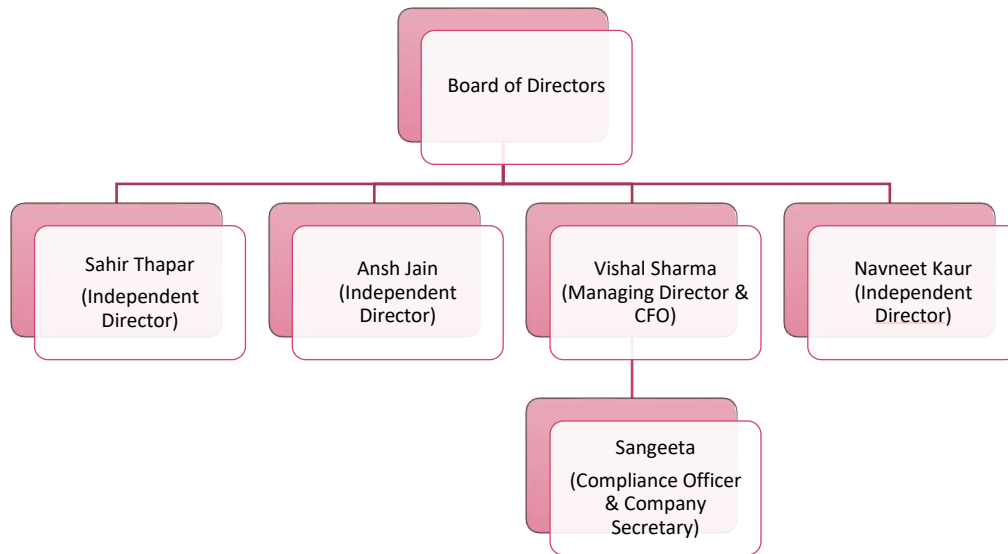 Board of Directors
Sahir Thapar
(Independent
Director)
Ansh Jain
(Independent
Director)
Vishal Sharma
(Managing Director &
CFO)
Navneet Kaur
(Independent
Director)
Sangeeta
(Compliance Officer
& Company
Secretary)